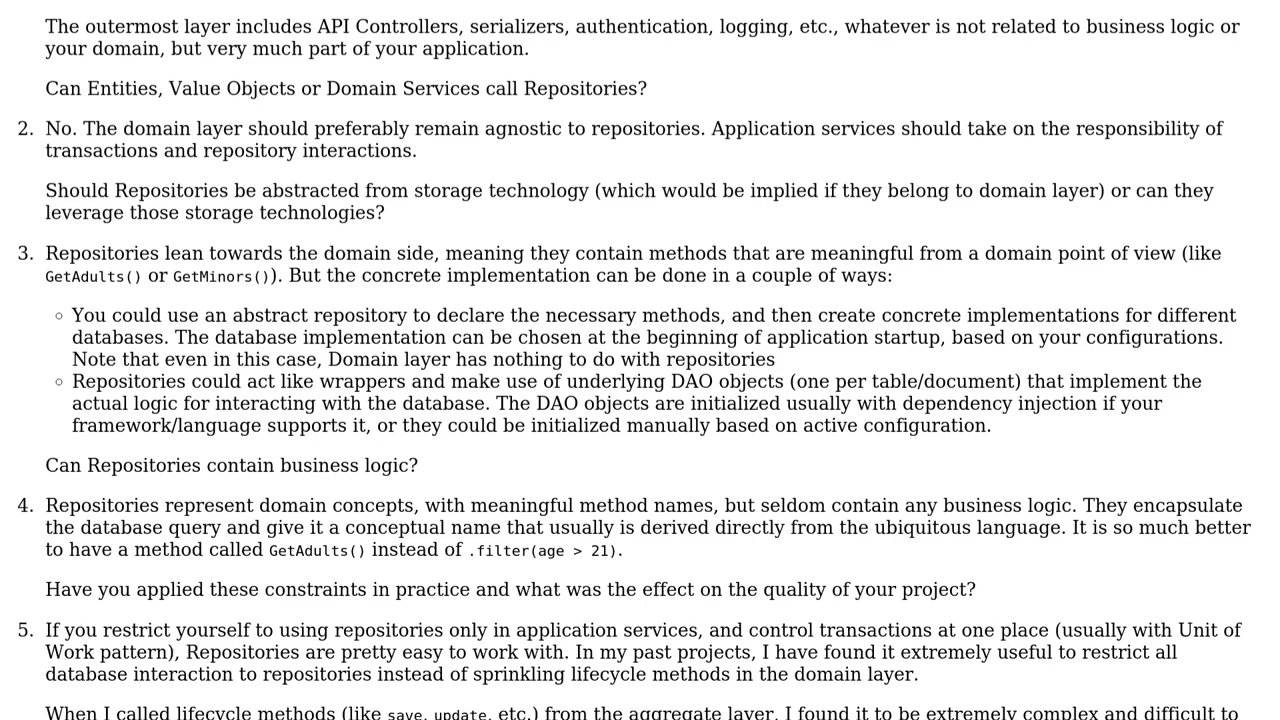 The outermost layer includes API Controllers, serializers, authentication, logging, etc., whatever is not related to business logic or
your domain, but very much part of your application.
Can Entities, Value Objects or Domain Services call Repositories?
2. No. The domain layer should preferably remain agnostic to repositories. Application services should take on the responsibility of
transactions and repository interactions.
Should Repositories be abstracted from storage technology (which would be implied if they belong to domain layer) or can they
leverage those storage technologies?
3. Repositories lean towards the domain side, meaning they contain methods that are meaningful from a domain point of view (like
GetAdults() or GetMinors()). But the concrete implementation can be done in a couple of ways:
◦ You could use an abstract repository to declare the necessary methods, and then create concrete implementations for different
databases. The database implementation can be chosen at the beginning of application startup, based on your configurations.
Note that even in this case, Domain layer has nothing to do with repositories
◦ Repositories could act like wrappers and make use of underlying DAO objects (one per table/document) that implement the
actual logic for interacting with the database. The DAO objects are initialized usually with dependency injection if your
framework/language supports it, or they could be initialized manually based on active configuration.
Can Repositories contain business logic?
4. Repositories represent domain concepts, with meaningful method names, but seldom contain any business logic. They encapsulate
the database query and give it a conceptual name that usually is derived directly from the ubiquitous language. It is so much better
to have a method called GetAdults() instead of .filter(age > 21).
Have you applied these constraints in practice and what was the effect on the quality of your project?
5. If you restrict yourself to using repositories only in application services, and control transactions at one place (usually with Unit of
Work pattern), Repositories are pretty easy to work with. In my past projects, I have found it extremely useful to restrict all
database interaction to repositories instead of sprinkling lifecycle methods in the domain layer.
When I called lifecycle methods (like save, update, etc.) from the aggregate layer, I found it to be extremely complex and difficult to